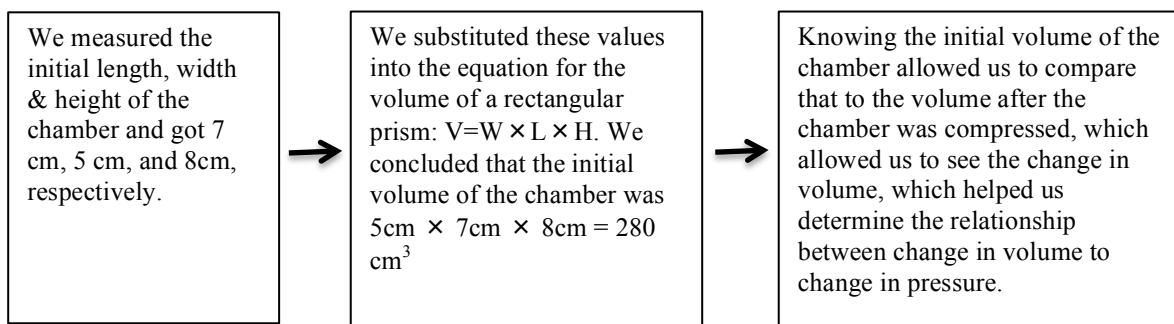 We measured the
initial length, width
& height of the
chamber and got 7
cm, 5 cm, and 8cm,
respectively.
We substituted these values
into the equation for the
volume of a rectangular
prism: V=W × L × H. We
concluded that the initial
volume of the chamber was
5cm × 7cm × 8cm = 280
cm³
Knowing the initial volume of the
chamber allowed us to compare
that to the volume after the
chamber was compressed, which
allowed us to see the change in
volume, which helped us
determine the relationship
between change in volume to
change in pressure.